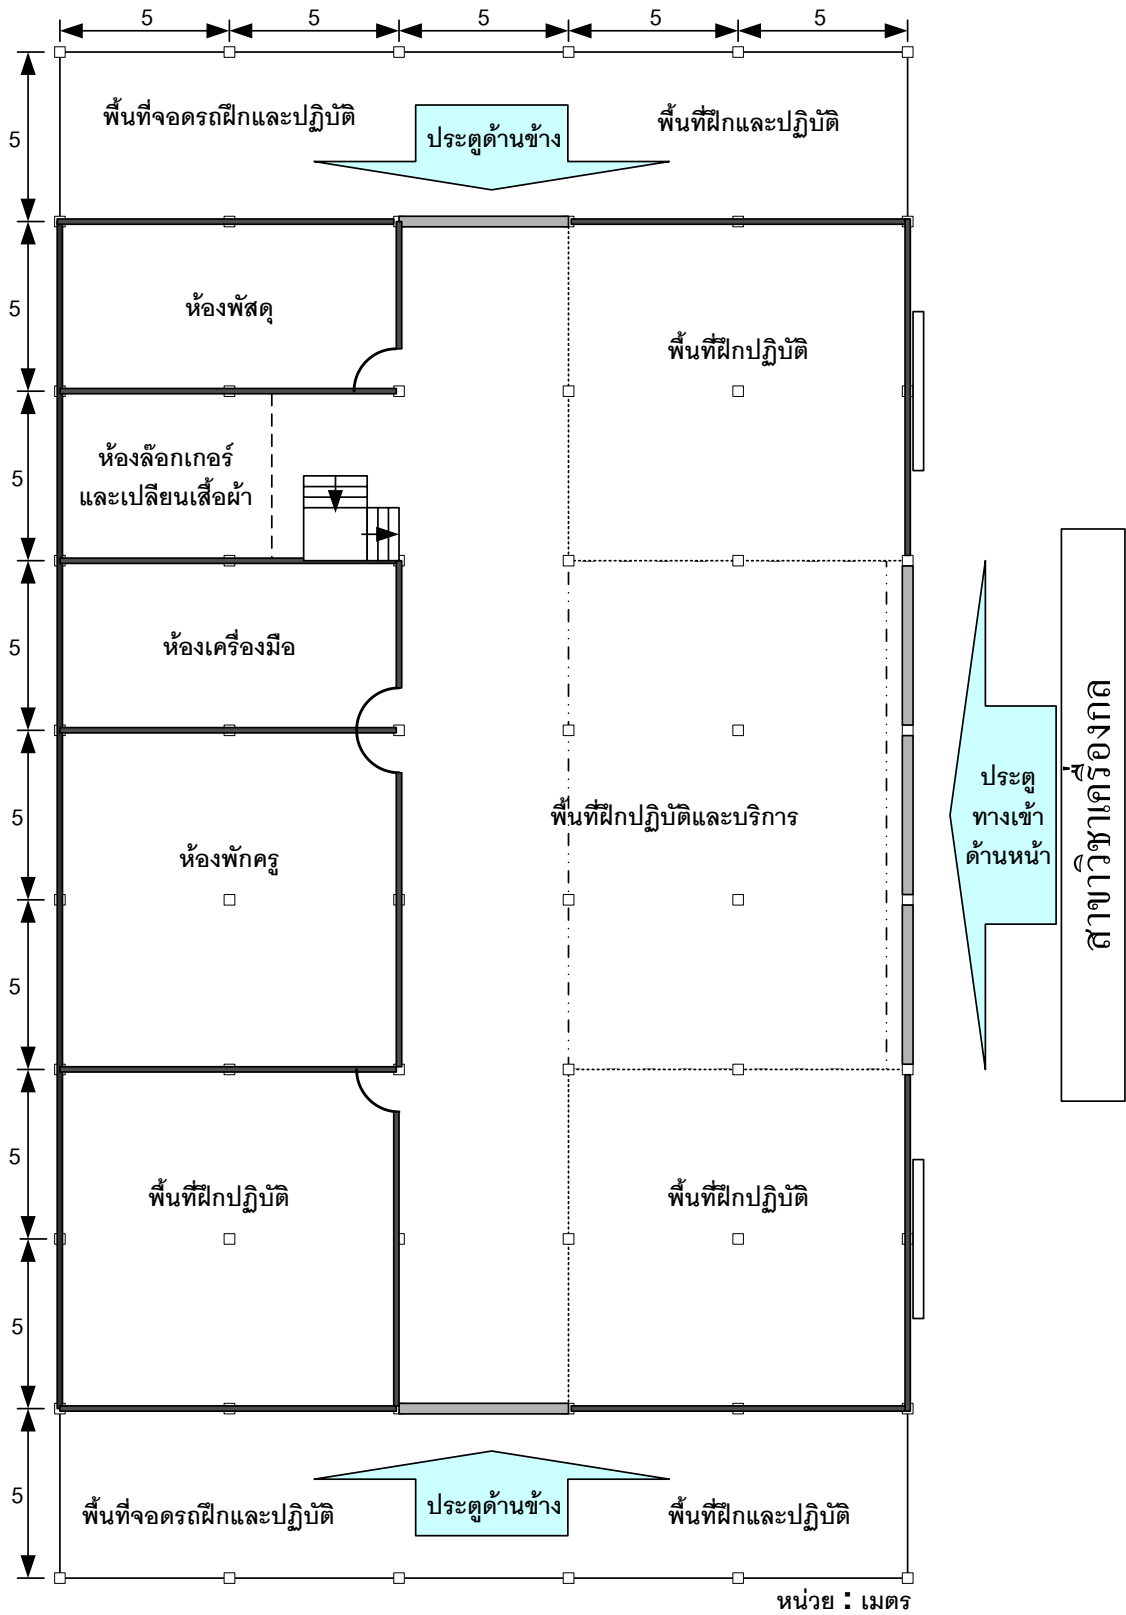 5 5 5 5 5
พื้นที่จอดรถฝึกและปฏิบัติ
ประตูด้านข้าง
พื้นที่ฝึกและปฏิบัติ
5
5
ห้องพัสดุ
พื้นที่ฝึกปฏิบัติ
5
ห้องล๊อกเกอร์
และเปลียนเสื้อผ้า
5
ห้องเครื่องมือ
5
ห้องพักครู
พื้นที่ฝึกปฏิบัติและบริการ
ประตู
ทางเข้า
ด้านหน้า
สาขาวิชาเครื่องกล
5
5
พื้นที่ฝึกปฏิบัติ
พื้นที่ฝึกปฏิบัติ
5
5
พื้นที่จอดรถฝึกและปฏิบัติ
ประตูด้านข้าง
พื้นที่ฝึกและปฏิบัติ
หน่วย : เมตร